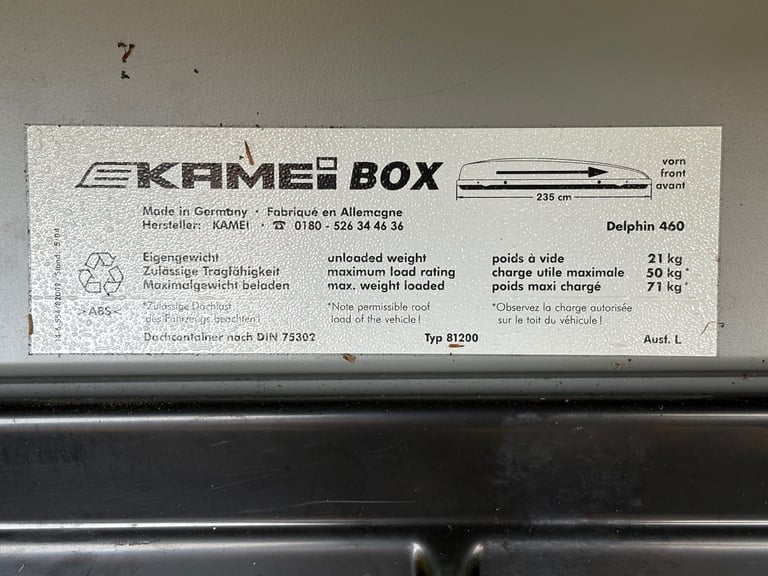 KAMEI BOX
vorn
front
avant
235 cm
Made in Germany · Fabriqué en Allemagne
Hersteller: KAMEI · ☎ 0180 - 526 34 46 36
Delphin 460
Eigengewicht unloaded weight poids à vide 21 kg
Zulässige Tragfähigkeit maximum load rating charge utile maximale 50 kg*
Maximalgewicht beladen max. weight loaded poids maxi chargé 71 kg*
>ABS<
*Zulässige Dachlast *Note permissible roof *Observez la charge autorisée
des Fahrzeugs beachten! load of the vehicle! sur le toit du véhicule!
Dachcontainer nach DIN 75302 Typ 81200 Ausf. L